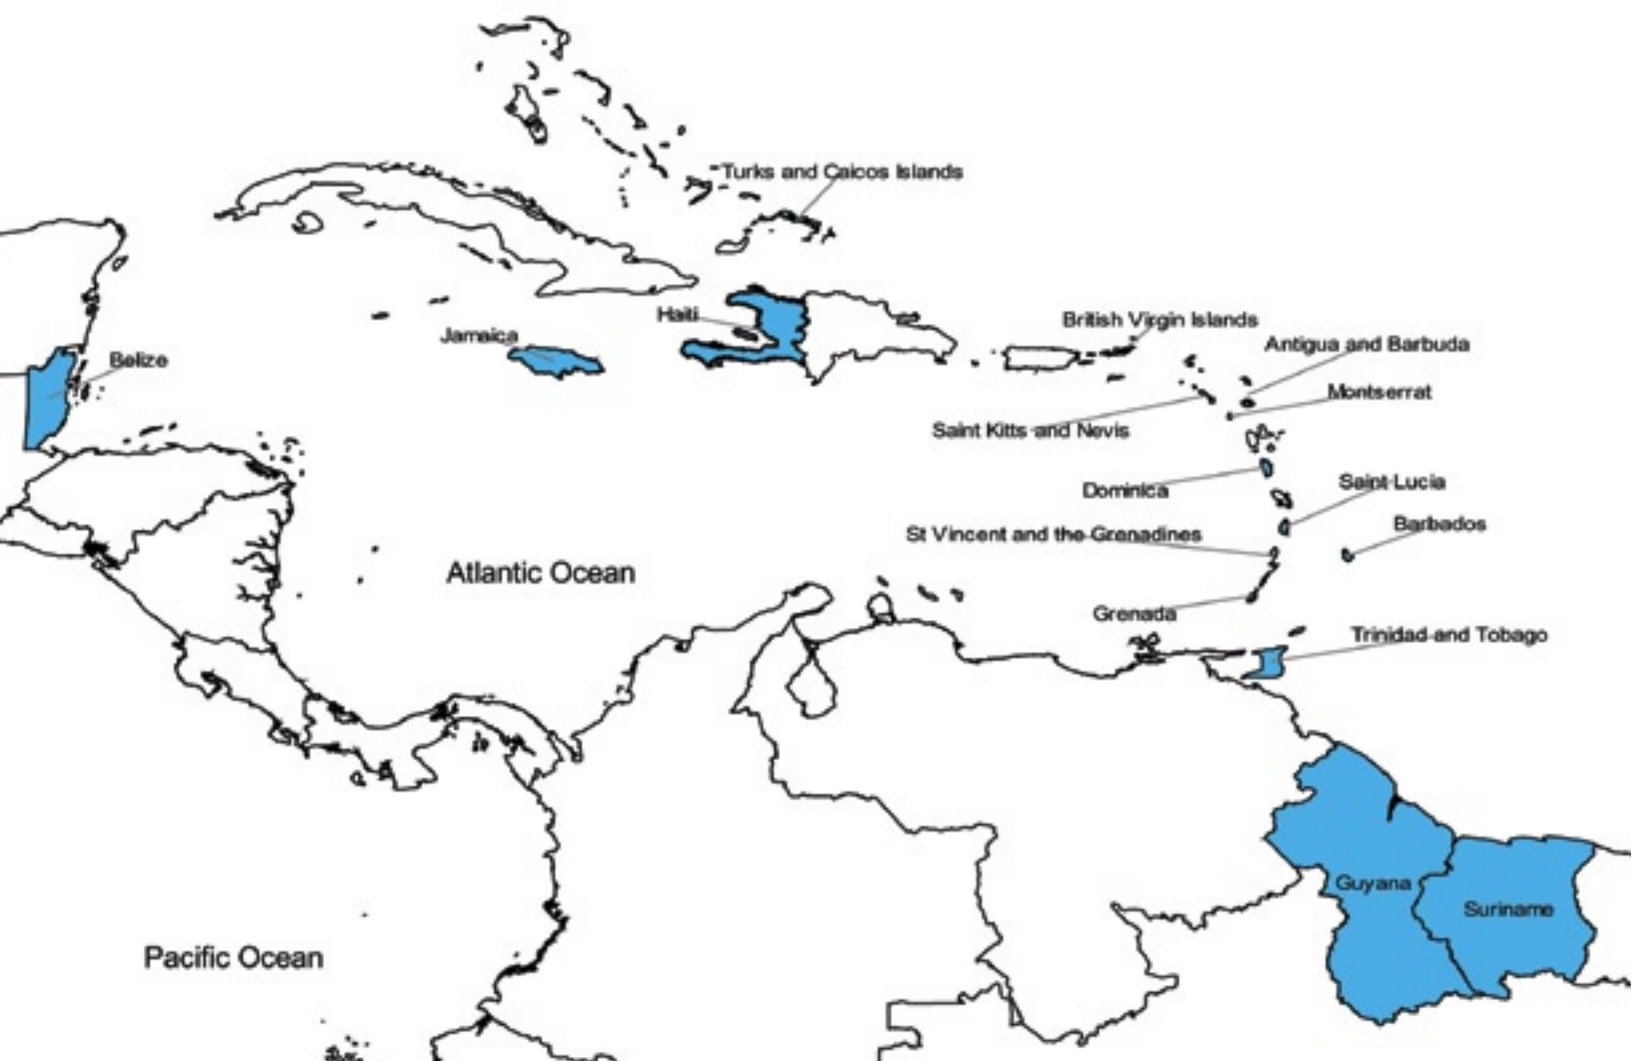 Turks and Caicos Islands
Haiti
British Virgin Islands
Jamaica
Antigua and Barbuda
Belize
Montserrat
Saint Kitts and Nevis
Dominica
Saint Lucia
St Vincent and the Grenadines
Barbados
Atlantic Ocean
Grenada
Trinidad and Tobago
Guyana
Suriname
Pacific Ocean